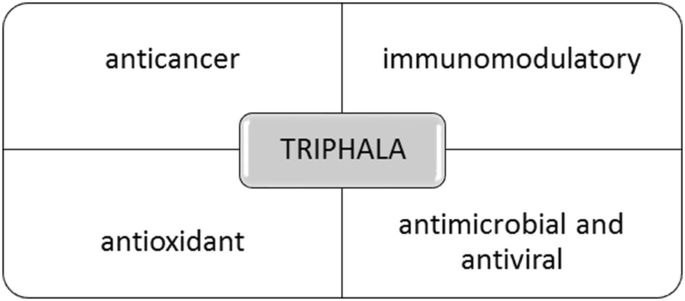 anticancer
immunomodulatory
TRIPHALA
antioxidant
antimicrobial and
antiviral